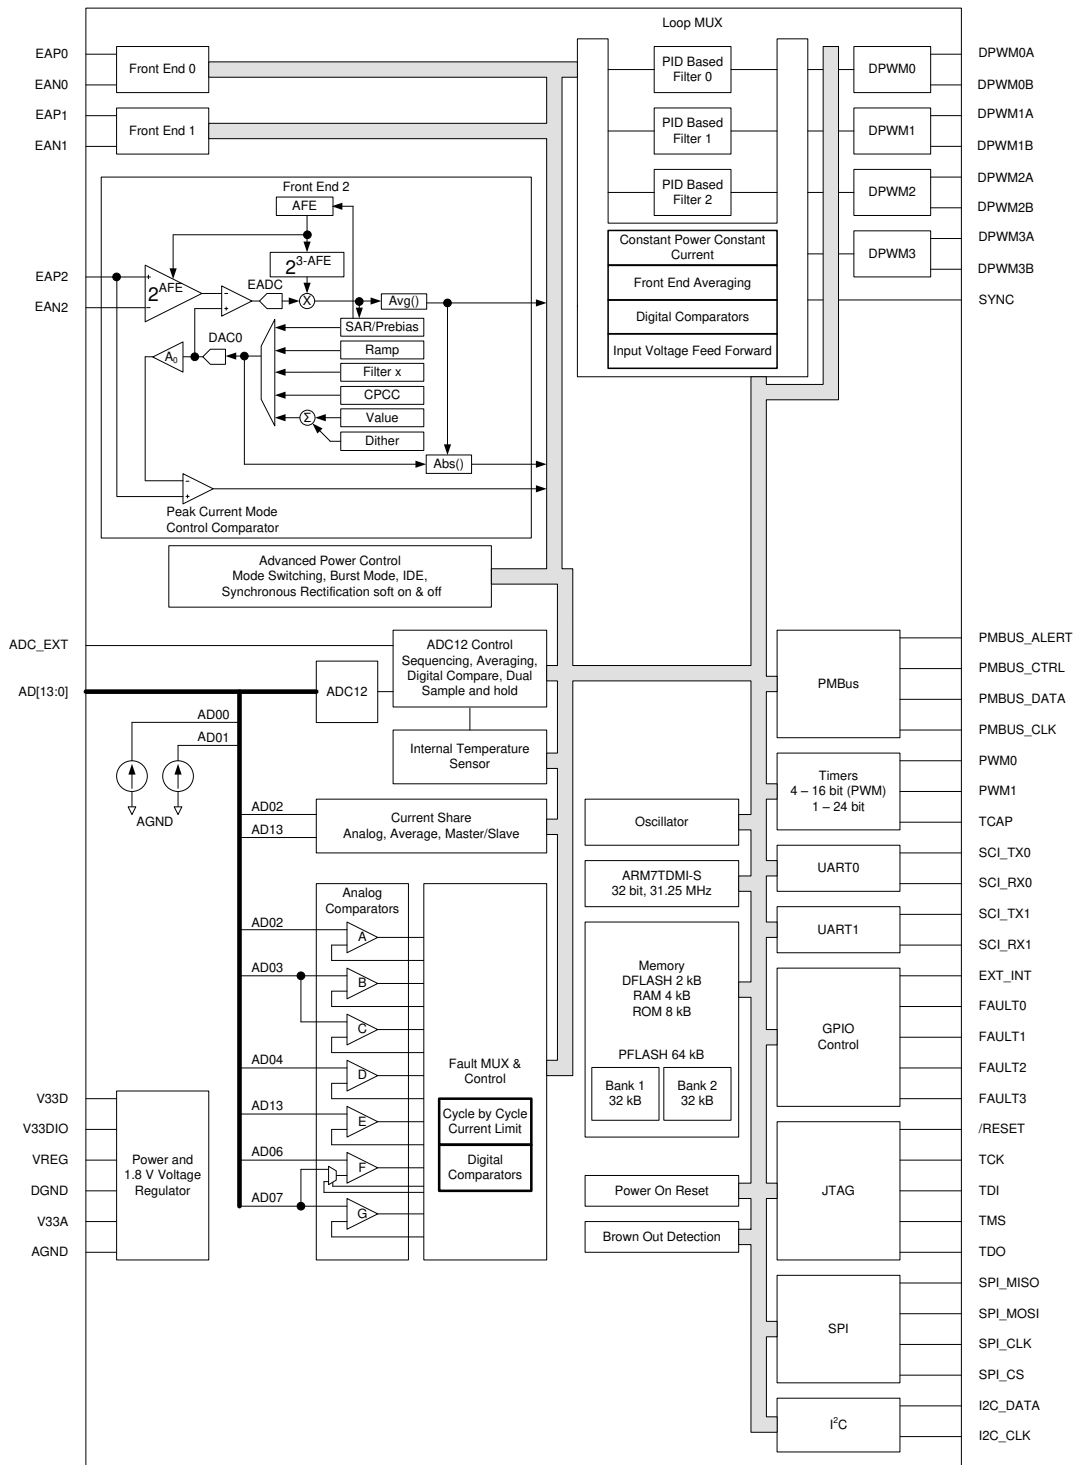 Loop MUX
EAP0
EAN0
EAP1
EAN1
Front End 0
Front End 1
PID Based
Filter 0
PID Based
Filter 1
PID Based
Filter 2
Constant Power Constant
Current
Front End Averaging
Digital Comparators
Input Voltage Feed Forward
DPWM0
DPWM1
DPWM2
DPWM3
DPWM0A
DPWM0B
DPWM1A
DPWM1B
DPWM2A
DPWM2B
DPWM3A
DPWM3B
SYNC
Front End 2
AFE
2^3-AFE
EAP2
EAN2
+
2^AFE
−
−
+
EADC
X
Avg()
SAR/Prebias
Ramp
Filter x
CPCC
Value
Dither
Σ
DAC0
A₀
Abs()
−
+
Peak Current Mode
Control Comparator
Advanced Power Control
Mode Switching, Burst Mode, IDE,
Synchronous Rectification soft on & off
ADC_EXT
AD[13:0]
ADC12
ADC12 Control
Sequencing, Averaging,
Digital Compare, Dual
Sample and hold
AD00
AD01
AGND
Internal Temperature
Sensor
AD02
AD13
Current Share
Analog, Average, Master/Slave
Analog
Comparators
AD02
A
AD03
B
C
AD04
D
AD13
E
AD06
F
AD07
G
Fault MUX &
Control
Cycle by Cycle
Current Limit
Digital
Comparators
V33D
V33DIO
VREG
DGND
V33A
AGND
Power and
1.8 V Voltage
Regulator
Oscillator
ARM7TDMI-S
32 bit, 31.25 MHz
Memory
DFLASH 2 kB
RAM 4 kB
ROM 8 kB
PFLASH 64 kB
Bank 1
32 kB
Bank 2
32 kB
Power On Reset
Brown Out Detection
PMBus
PMBUS_ALERT
PMBUS_CTRL
PMBUS_DATA
PMBUS_CLK
Timers
4 – 16 bit (PWM)
1 – 24 bit
PWM0
PWM1
TCAP
UART0
SCI_TX0
SCI_RX0
UART1
SCI_TX1
SCI_RX1
GPIO
Control
EXT_INT
FAULT0
FAULT1
FAULT2
FAULT3
JTAG
/RESET
TCK
TDI
TMS
TDO
SPI
SPI_MISO
SPI_MOSI
SPI_CLK
SPI_CS
I²C
I2C_DATA
I2C_CLK